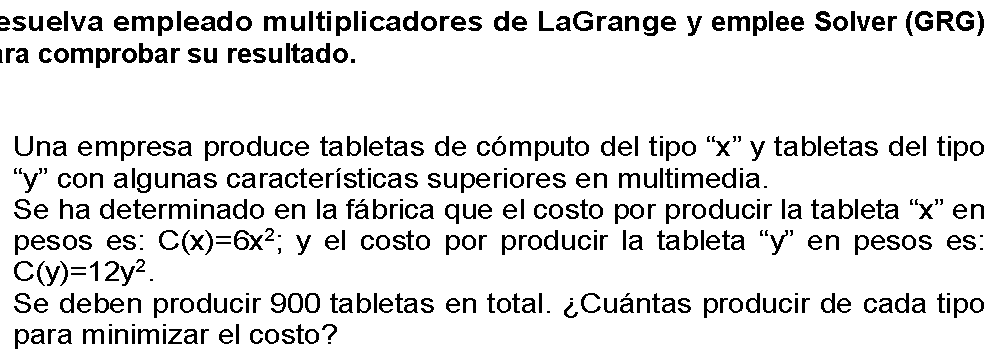 esuelva empleado multiplicadores de LaGrange y emplee Solver (GRG)
ra comprobar su resultado.
Una empresa produce tabletas de cómputo del tipo “x” y tabletas del tipo
“y” con algunas características superiores en multimedia.
Se ha determinado en la fábrica que el costo por producir la tableta “x” en
pesos es: C(x)=6x²; y el costo por producir la tableta “y” en pesos es:
C(y)=12y².
Se deben producir 900 tabletas en total. ¿Cuántas producir de cada tipo
para minimizar el costo?